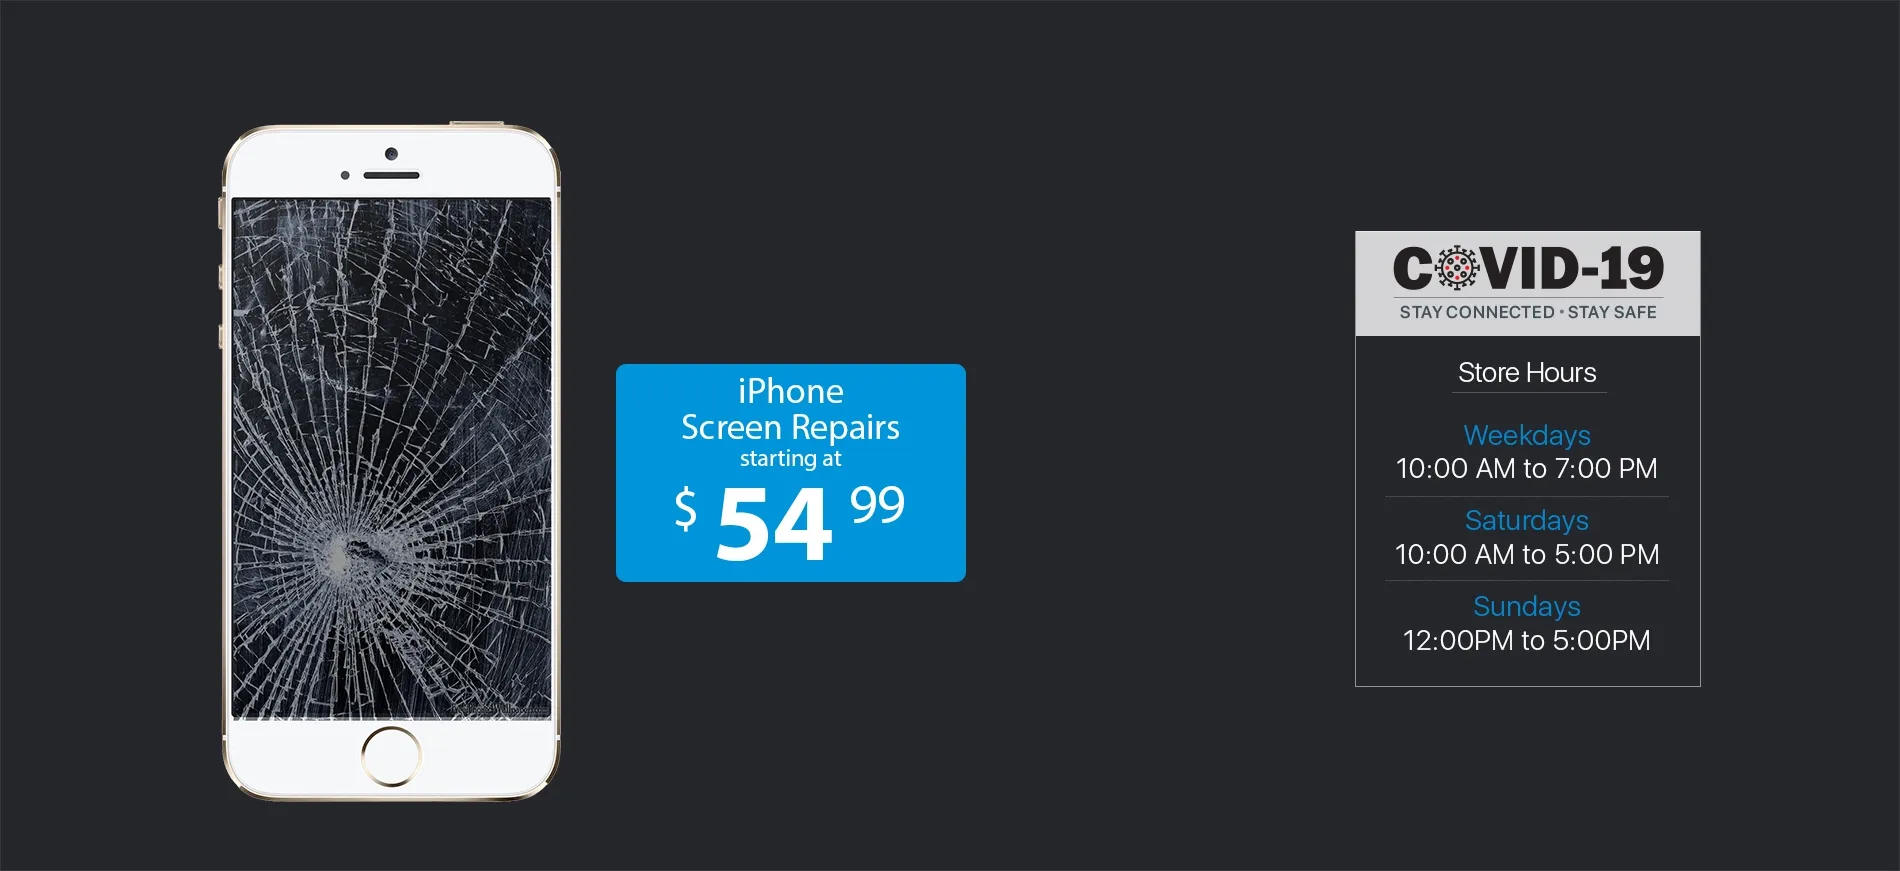 iPhone
Screen Repairs
starting at
$ 54 99
COVID-19
STAY CONNECTED • STAY SAFE
Store Hours
Weekdays
10:00 AM to 7:00 PM
Saturdays
10:00 AM to 5:00 PM
Sundays
12:00PM to 5:00PM